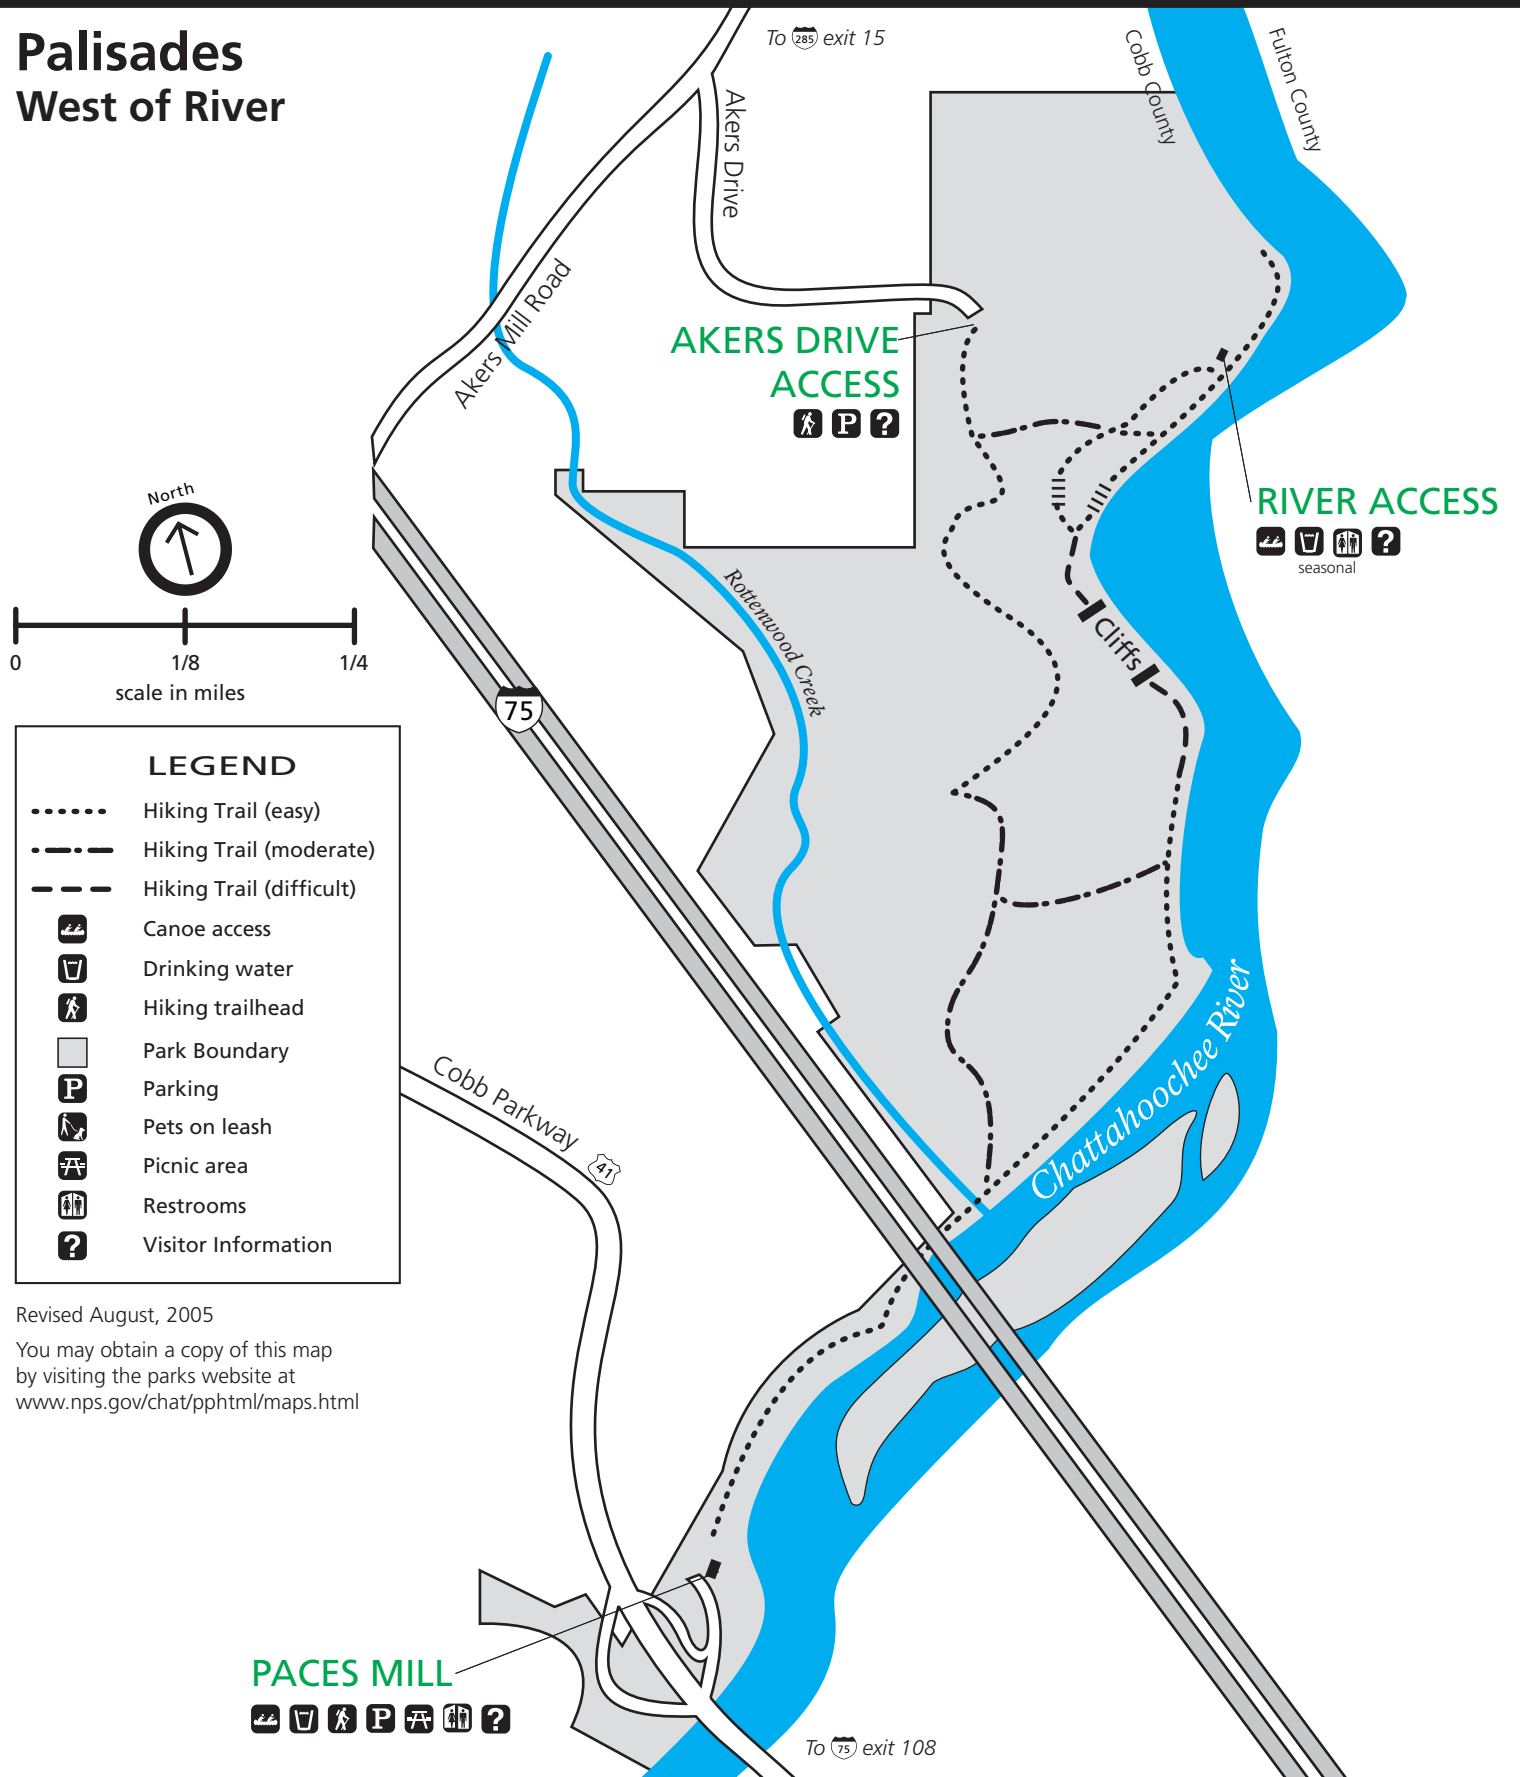 Palisades
West of River
To 285 exit 15
Cobb County
Fulton County
Akers Drive
Akers Mill Road
AKERS DRIVE
ACCESS
P ?
RIVER ACCESS
?
seasonal
North
0 1/8 1/4
scale in miles
75
Rottenwood Creek
Cliffs
LEGEND
Hiking Trail (easy)
Hiking Trail (moderate)
Hiking Trail (difficult)
Canoe access
Drinking water
Hiking trailhead
Park Boundary
P Parking
Pets on leash
Picnic area
Restrooms
? Visitor Information
Cobb Parkway
41
Chattahoochee River
Revised August, 2005
You may obtain a copy of this map
by visiting the parks website at
www.nps.gov/chat/pphtml/maps.html
PACES MILL
P ?
To 75 exit 108